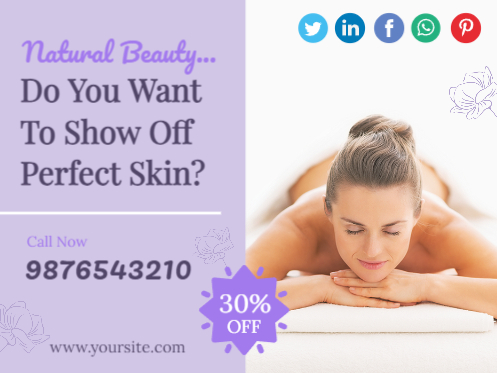 Natural Beauty...
Do You Want
To Show Off
Perfect Skin?
Call Now
9876543210
30%
OFF
www.yoursite.com